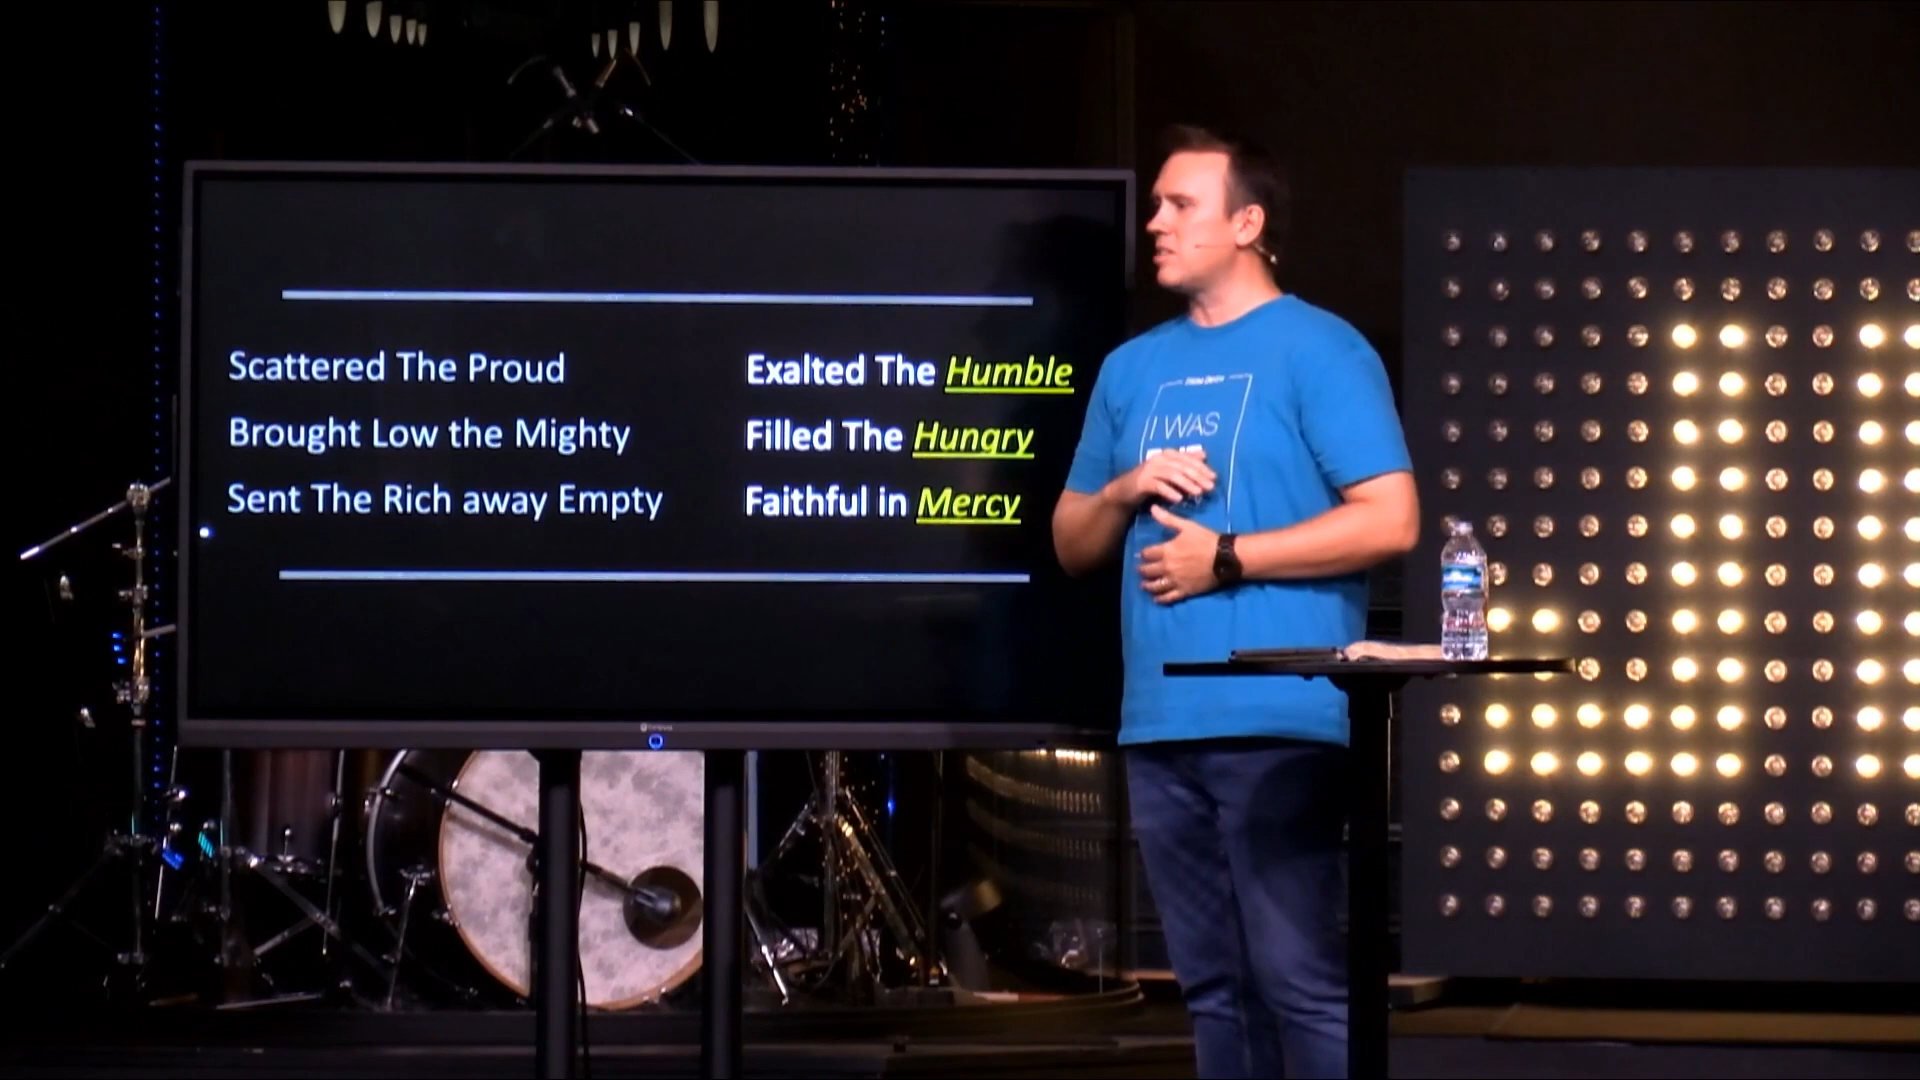 Scattered The Proud
Brought Low the Mighty
Sent The Rich away Empty
Exalted The Humble
Filled The Hungry
Faithful in Mercy
I WAS